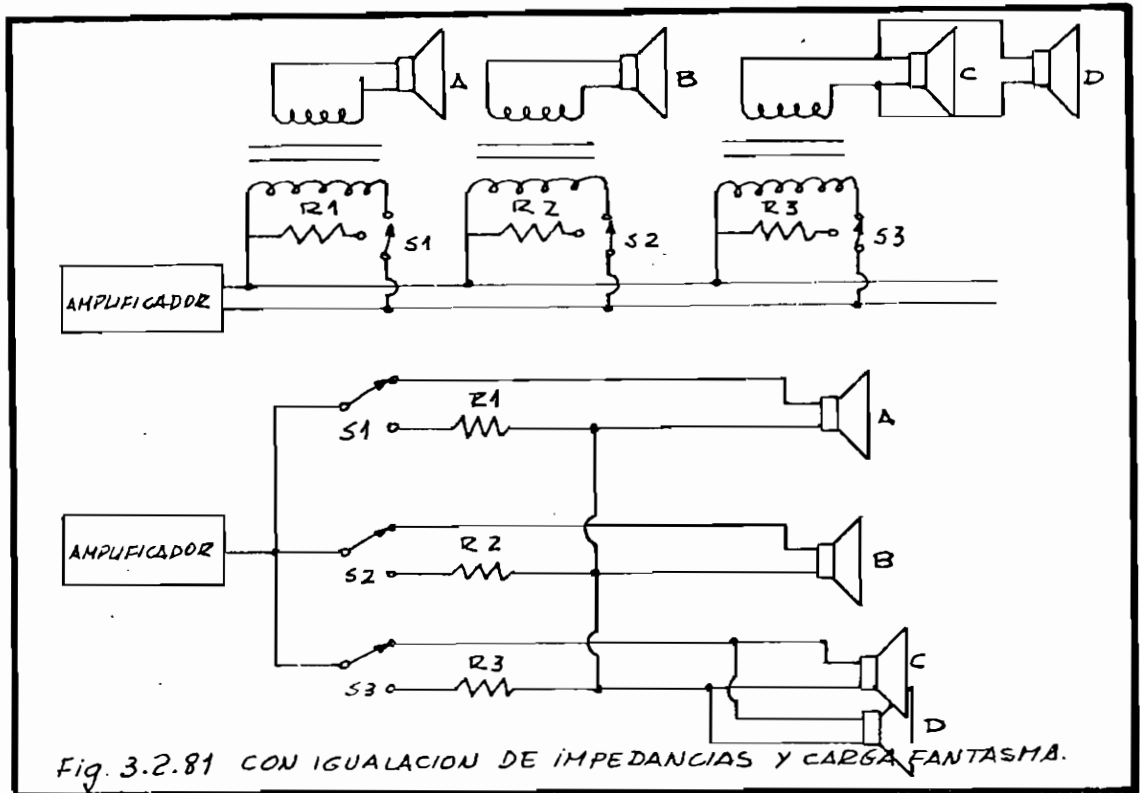 A
B
C
D
R1
S1
R2
S2
R3
S3
AMPLIFICADOR
R1
S1
A
AMPLIFICADOR
R2
S2
B
R3
S3
C
D
Fig. 3.2.81 CON IGUALACION DE IMPEDANCIAS Y CARGA FANTASMA.